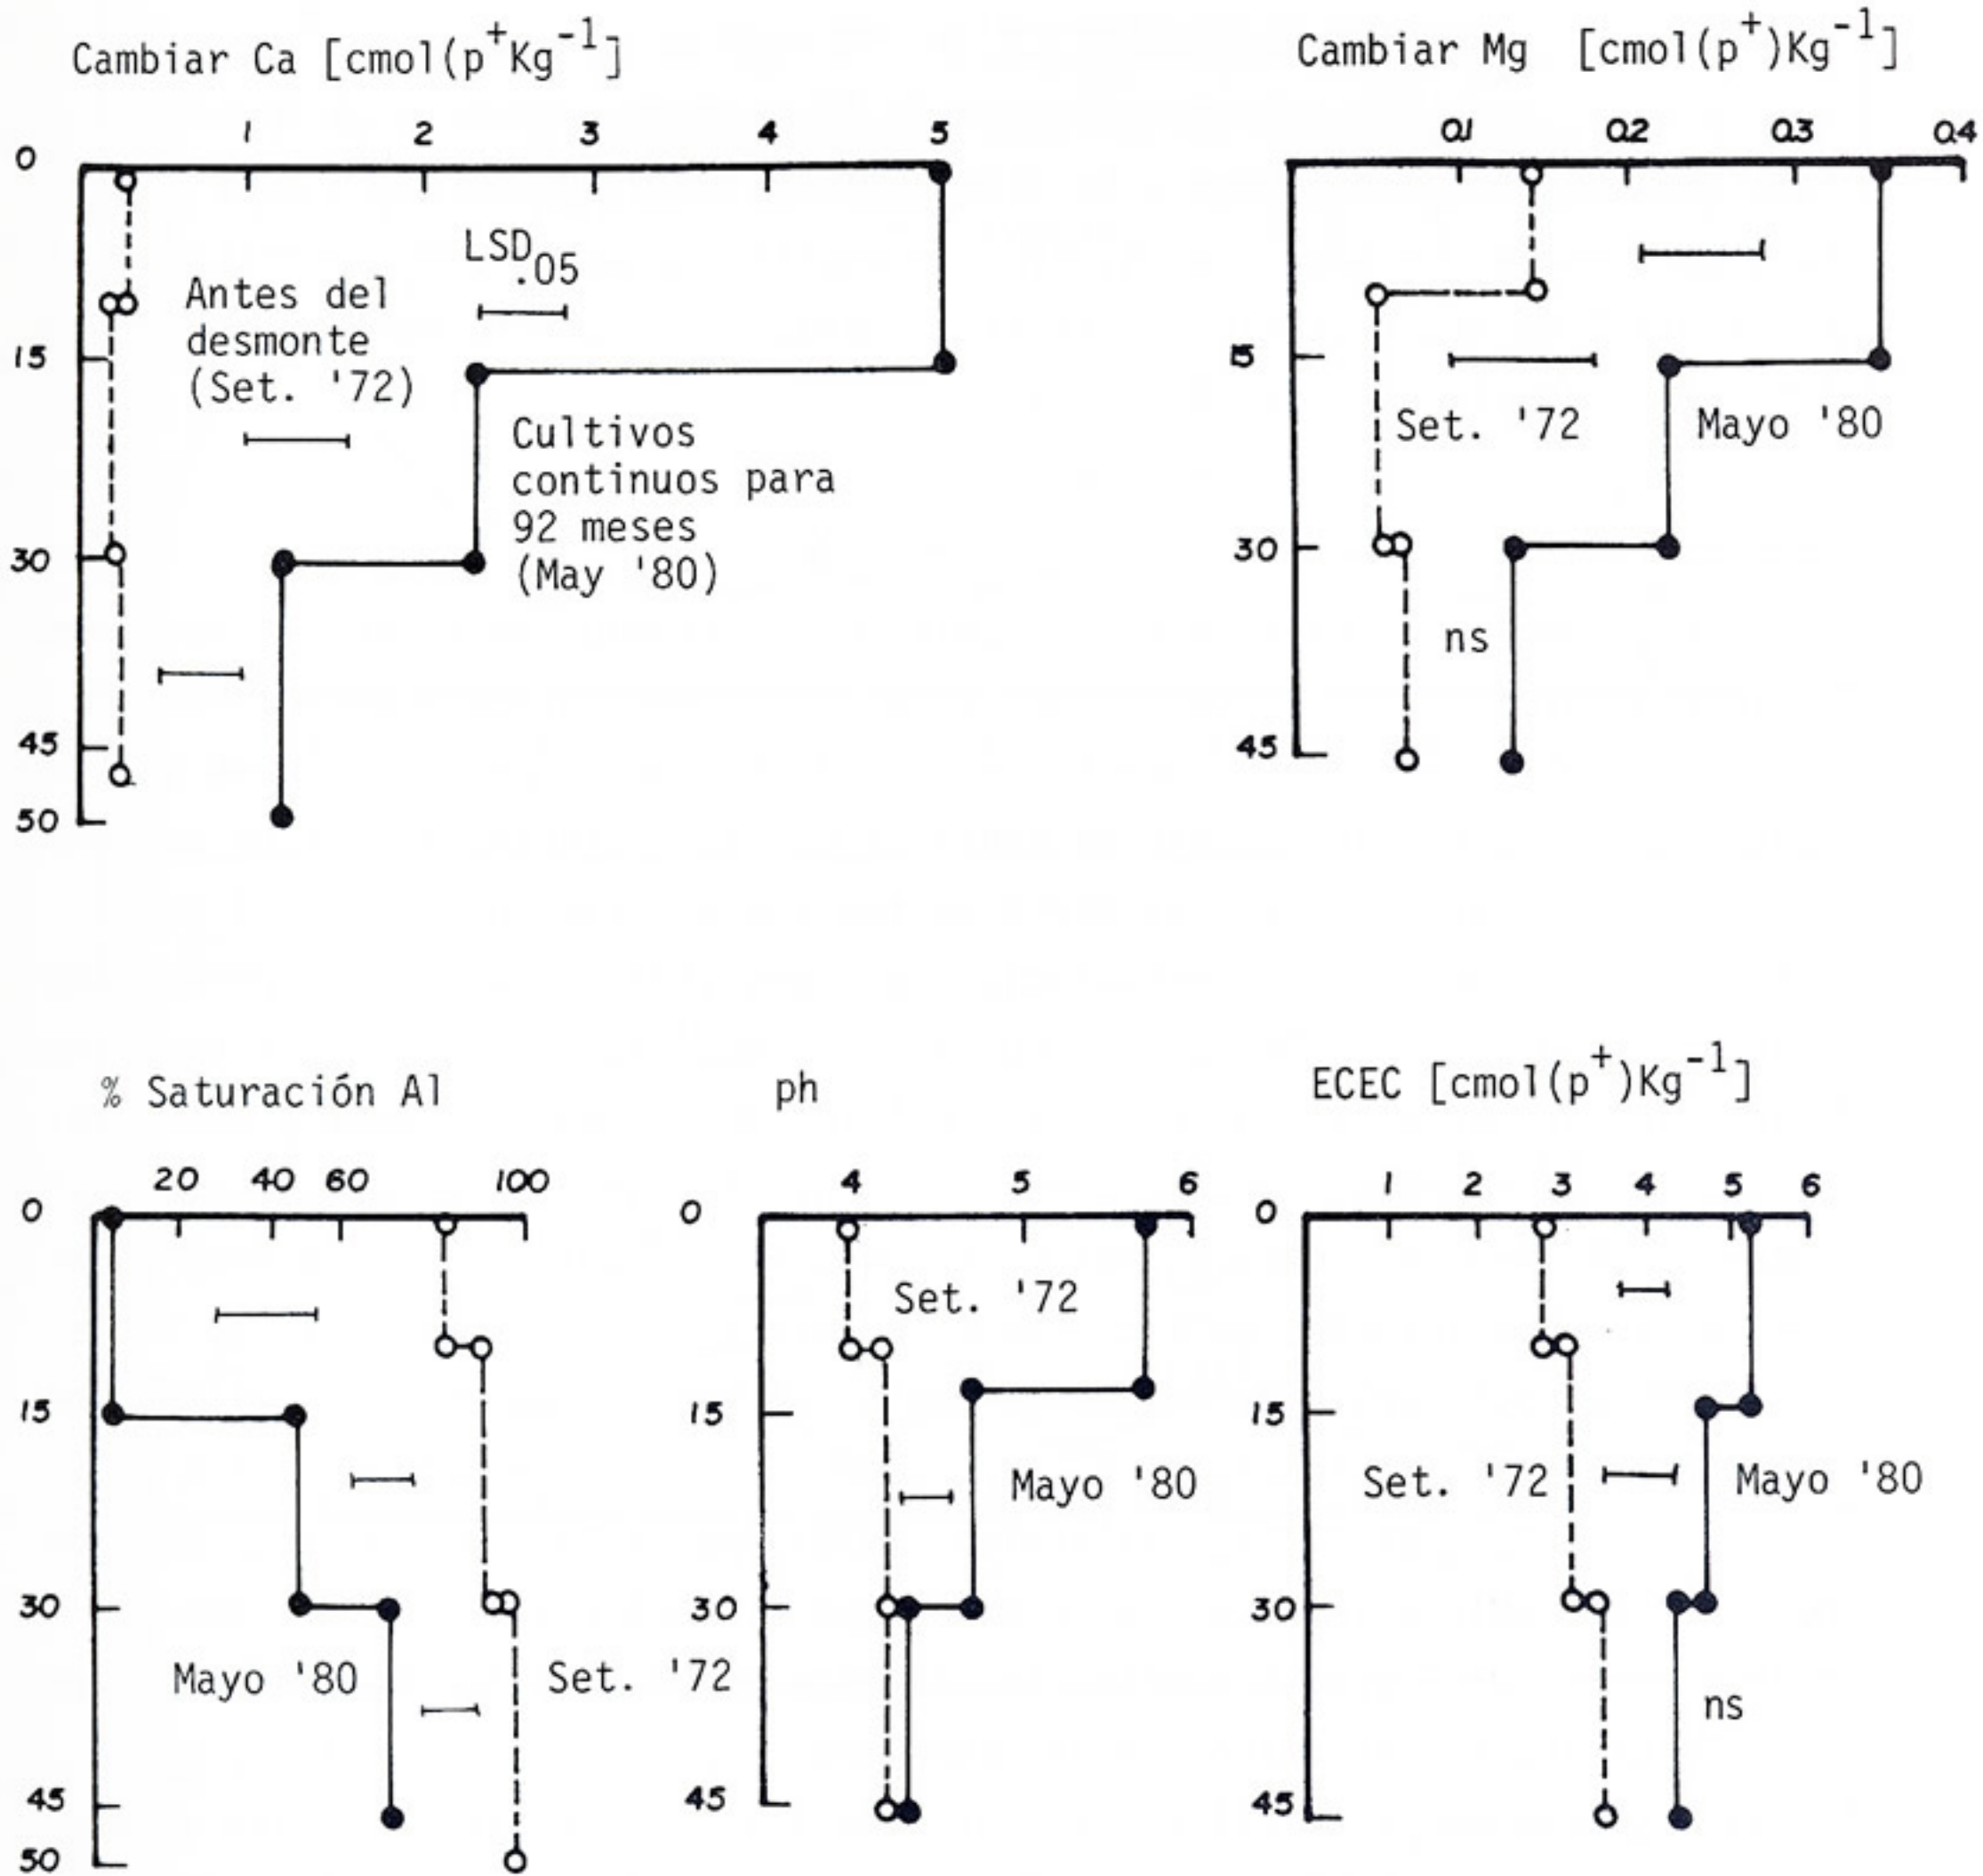 Cambiar Ca [cmol(p⁺Kg⁻¹]
1 2 3 4 5
0
15
30
45
50
LSD.05
Antes del
desmonte
(Set. '72)
Cultivos
continuos para
92 meses
(May '80)
Cambiar Mg [cmol(p⁺)Kg⁻¹]
0.1 0.2 0.3 0.4
15
30
45
Set. '72
Mayo '80
ns
% Saturación Al
20 40 60 100
0
15
30
45
50
Mayo '80
Set. '72
ph
4 5 6
0
15
30
45
Set. '72
Mayo '80
ECEC [cmol(p⁺)Kg⁻¹]
1 2 3 4 5 6
0
15
30
45
Set. '72
Mayo '80
ns